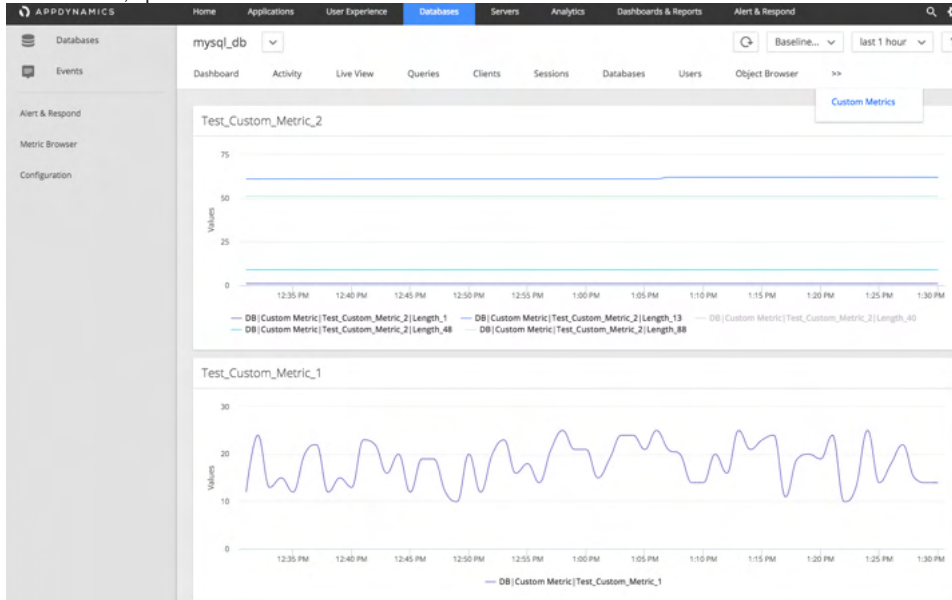 APPDYNAMICS Home Applications User Experience Databases Servers Analytics Dashboards & Reports Alert & Respond
Databases
Events
Alert & Respond
Metric Browser
Configuration
mysql_db Baseline... last 1 hour
Dashboard Activity Live View Queries Clients Sessions Databases Users Object Browser >>
Custom Metrics
Test_Custom_Metric_2
75
50
25
0
Values
12:35 PM 12:40 PM 12:45 PM 12:50 PM 12:55 PM 1:00 PM 1:05 PM 1:10 PM 1:15 PM 1:20 PM 1:25 PM 1:30 PM
DB|Custom Metric|Test_Custom_Metric_2|Length_1 DB|Custom Metric|Test_Custom_Metric_2|Length_13 DB|Custom Metric|Test_Custom_Metric_2|Length_40
DB|Custom Metric|Test_Custom_Metric_2|Length_48 DB|Custom Metric|Test_Custom_Metric_2|Length_88
Test_Custom_Metric_1
30
20
10
0
Values
12:35 PM 12:40 PM 12:45 PM 12:50 PM 12:55 PM 1:00 PM 1:05 PM 1:10 PM 1:15 PM 1:20 PM 1:25 PM 1:30 PM
DB|Custom Metric|Test_Custom_Metric_1